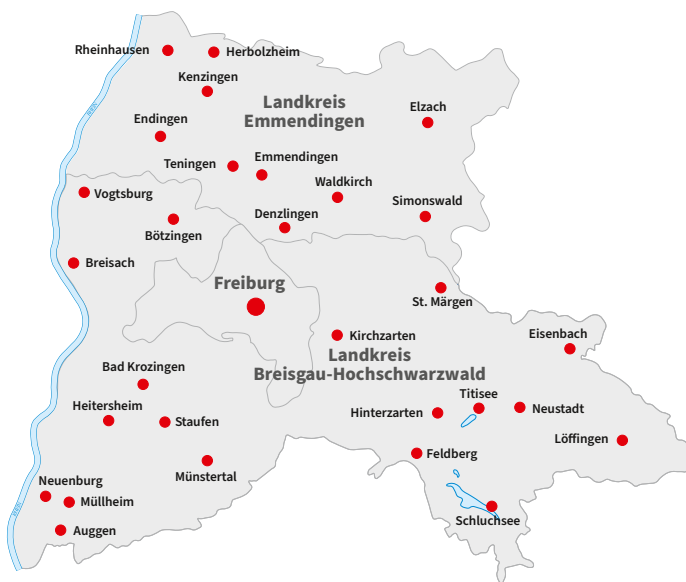 Rheinhausen
Herbolzheim
Kenzingen
Landkreis
Emmendingen
Elzach
Endingen
Teningen
Emmendingen
Waldkirch
Vogtsburg
Simonswald
Denzlingen
Bötzingen
Breisach
Freiburg
St. Märgen
Kirchzarten
Eisenbach
Landkreis
Breisgau-Hochschwarzwald
Bad Krozingen
Titisee
Heitersheim
Hinterzarten
Neustadt
Staufen
Löffingen
Feldberg
Münstertal
Neuenburg
Müllheim
Schluchsee
Auggen